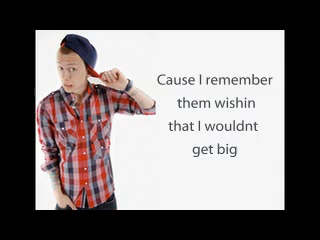 Cause I remember
them wishin
that I wouldnt
get big